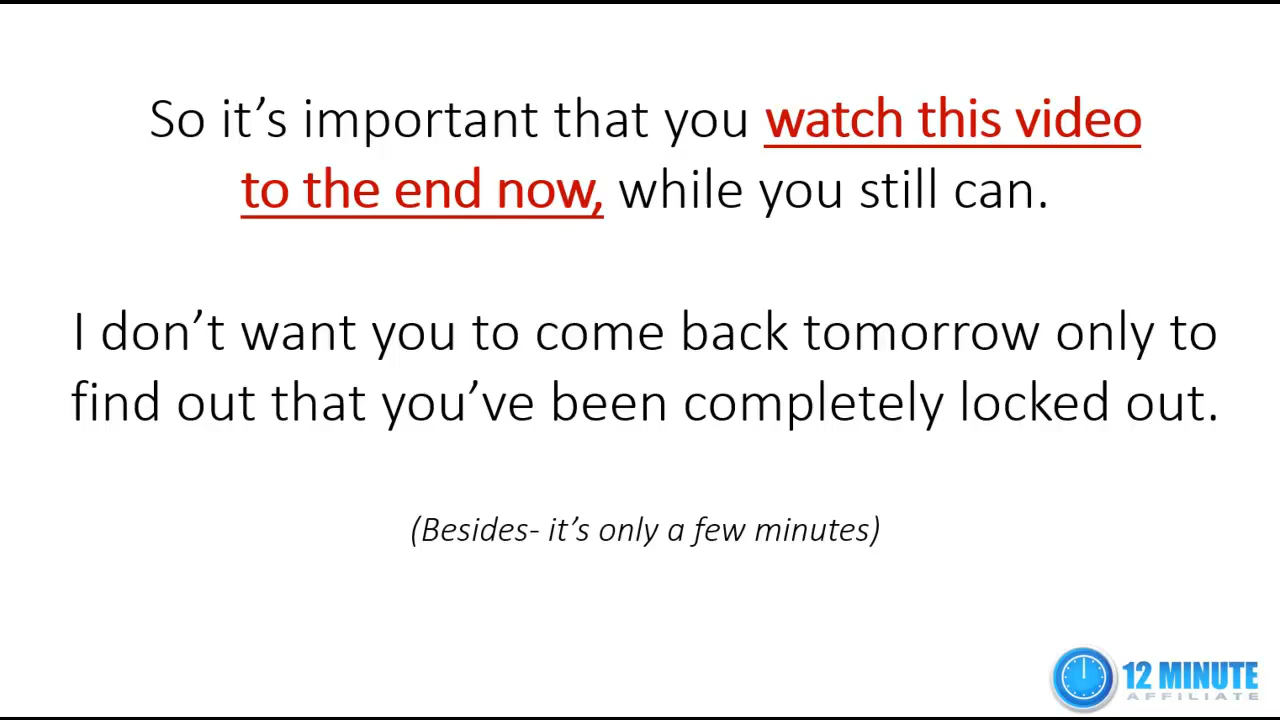 So it’s important that you watch this video
to the end now, while you still can.
I don’t want you to come back tomorrow only to
find out that you’ve been completely locked out.
(Besides- it’s only a few minutes)
12 MINUTE
AFFILIATE